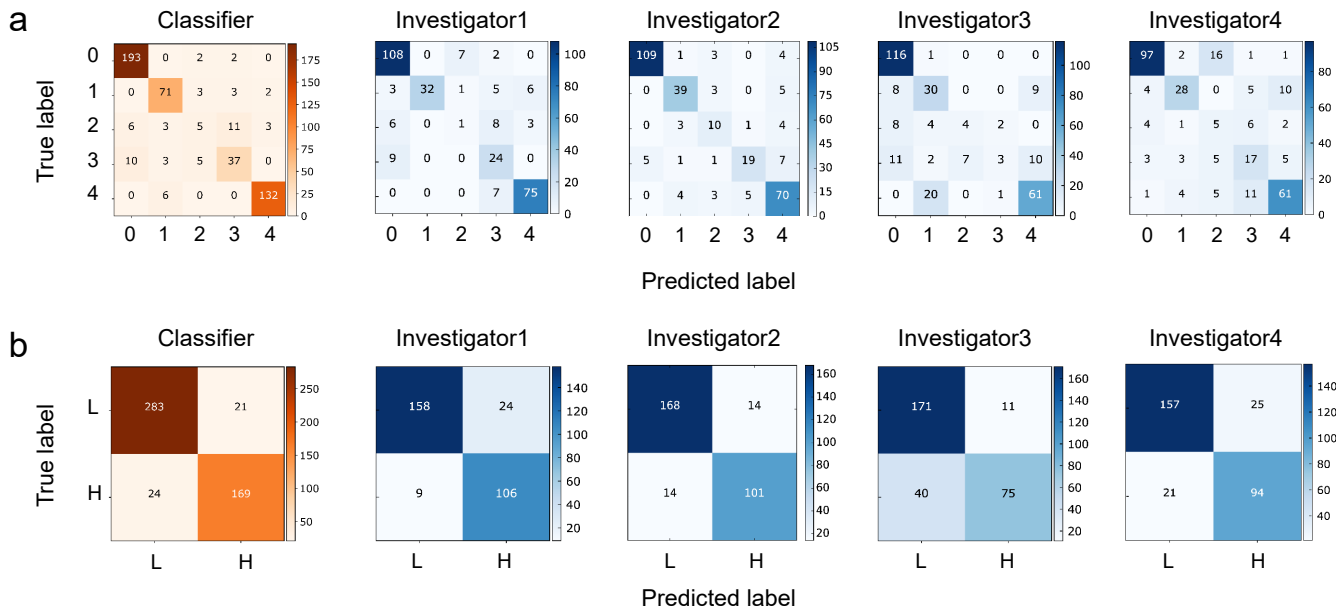 a
Classifier
Investigator1
Investigator2
Investigator3
Investigator4
True label
0
1
2
3
4
193 0 2 2 0
0 71 3 3 2
6 3 5 11 3
10 3 5 37 0
0 6 0 0 132
0 1 2 3 4
175
150
125
100
75
50
25
0
108 0 7 2 0
3 32 1 5 6
6 0 1 8 3
9 0 0 24 0
0 0 0 7 75
0 1 2 3 4
100
80
60
40
20
0
109 1 3 0 4
0 39 3 0 5
0 3 10 1 4
5 1 1 19 7
0 4 3 5 70
0 1 2 3 4
105
90
75
60
45
30
15
0
116 1 0 0 0
8 30 0 0 9
8 4 4 2 0
11 2 7 3 10
0 20 0 1 61
0 1 2 3 4
100
80
60
40
20
0
97 2 16 1 1
4 28 0 5 10
4 1 5 6 2
3 3 5 17 5
1 4 5 11 61
0 1 2 3 4
80
60
40
20
0
Predicted label
b
Classifier
Investigator1
Investigator2
Investigator3
Investigator4
True label
L
H
283 21
24 169
L H
250
200
150
100
50
158 24
9 106
L H
140
120
100
80
60
40
20
168 14
14 101
L H
160
140
120
100
80
60
40
20
171 11
40 75
L H
160
140
120
100
80
60
40
20
157 25
21 94
L H
140
120
100
80
60
40
Predicted label